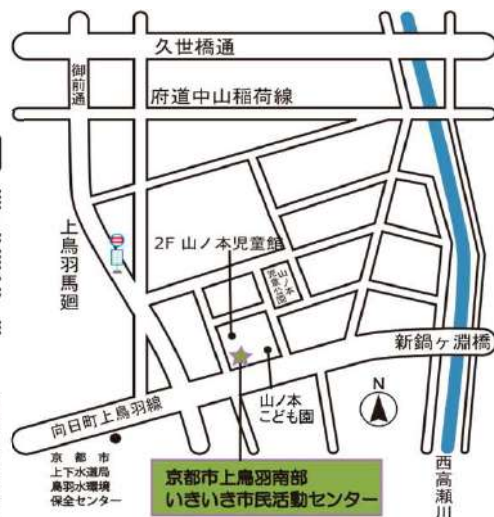 久世橋通
御前通
府道中山稲荷線
上鳥羽馬廻
2F 山ノ本児童館
山ノ本
児童公園
新鍋ヶ淵橋
山ノ本
こども園
N
向日町上鳥羽線
京都市
上下水道局
鳥羽水環境
保全センター
京都市上鳥羽南部
いきいき市民活動センター
西高瀬川